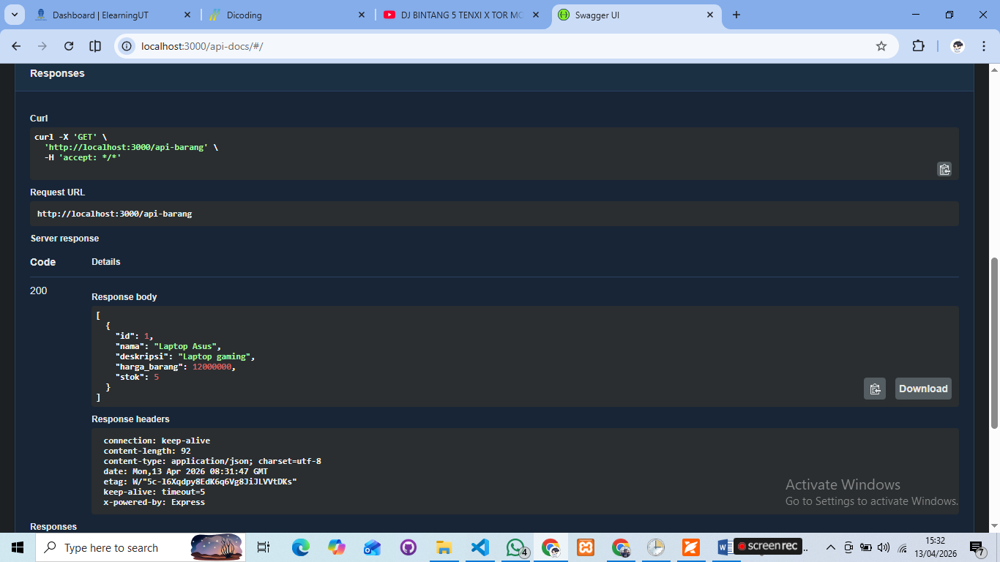 Dashboard | ElearningUT
Dicoding
DJ BINTANG 5 TENXI X TOR MO
Swagger UI
localhost:3000/api-docs/#/
Responses
Curl
curl -X 'GET' \
'http://localhost:3000/api-barang' \
-H 'accept: */*'
Request URL
http://localhost:3000/api-barang
Server response
Code Details
200
Response body
[
{
"id": 1,
"nama": "Laptop Asus",
"deskripsi": "Laptop gaming",
"harga_barang": 12000000,
"stok": 5
}
]
Download
Response headers
connection: keep-alive
content-length: 92
content-type: application/json; charset=utf-8
date: Mon,13 Apr 2026 08:31:47 GMT
etag: W/"5c-l6Xqdpy8EdK6q6Vg8JiJLVVtDKs"
keep-alive: timeout=5
x-powered-by: Express
Activate Windows
Go to Settings to activate Windows.
Responses
Type here to search
4
screenrec
15:32
13/04/2026
7